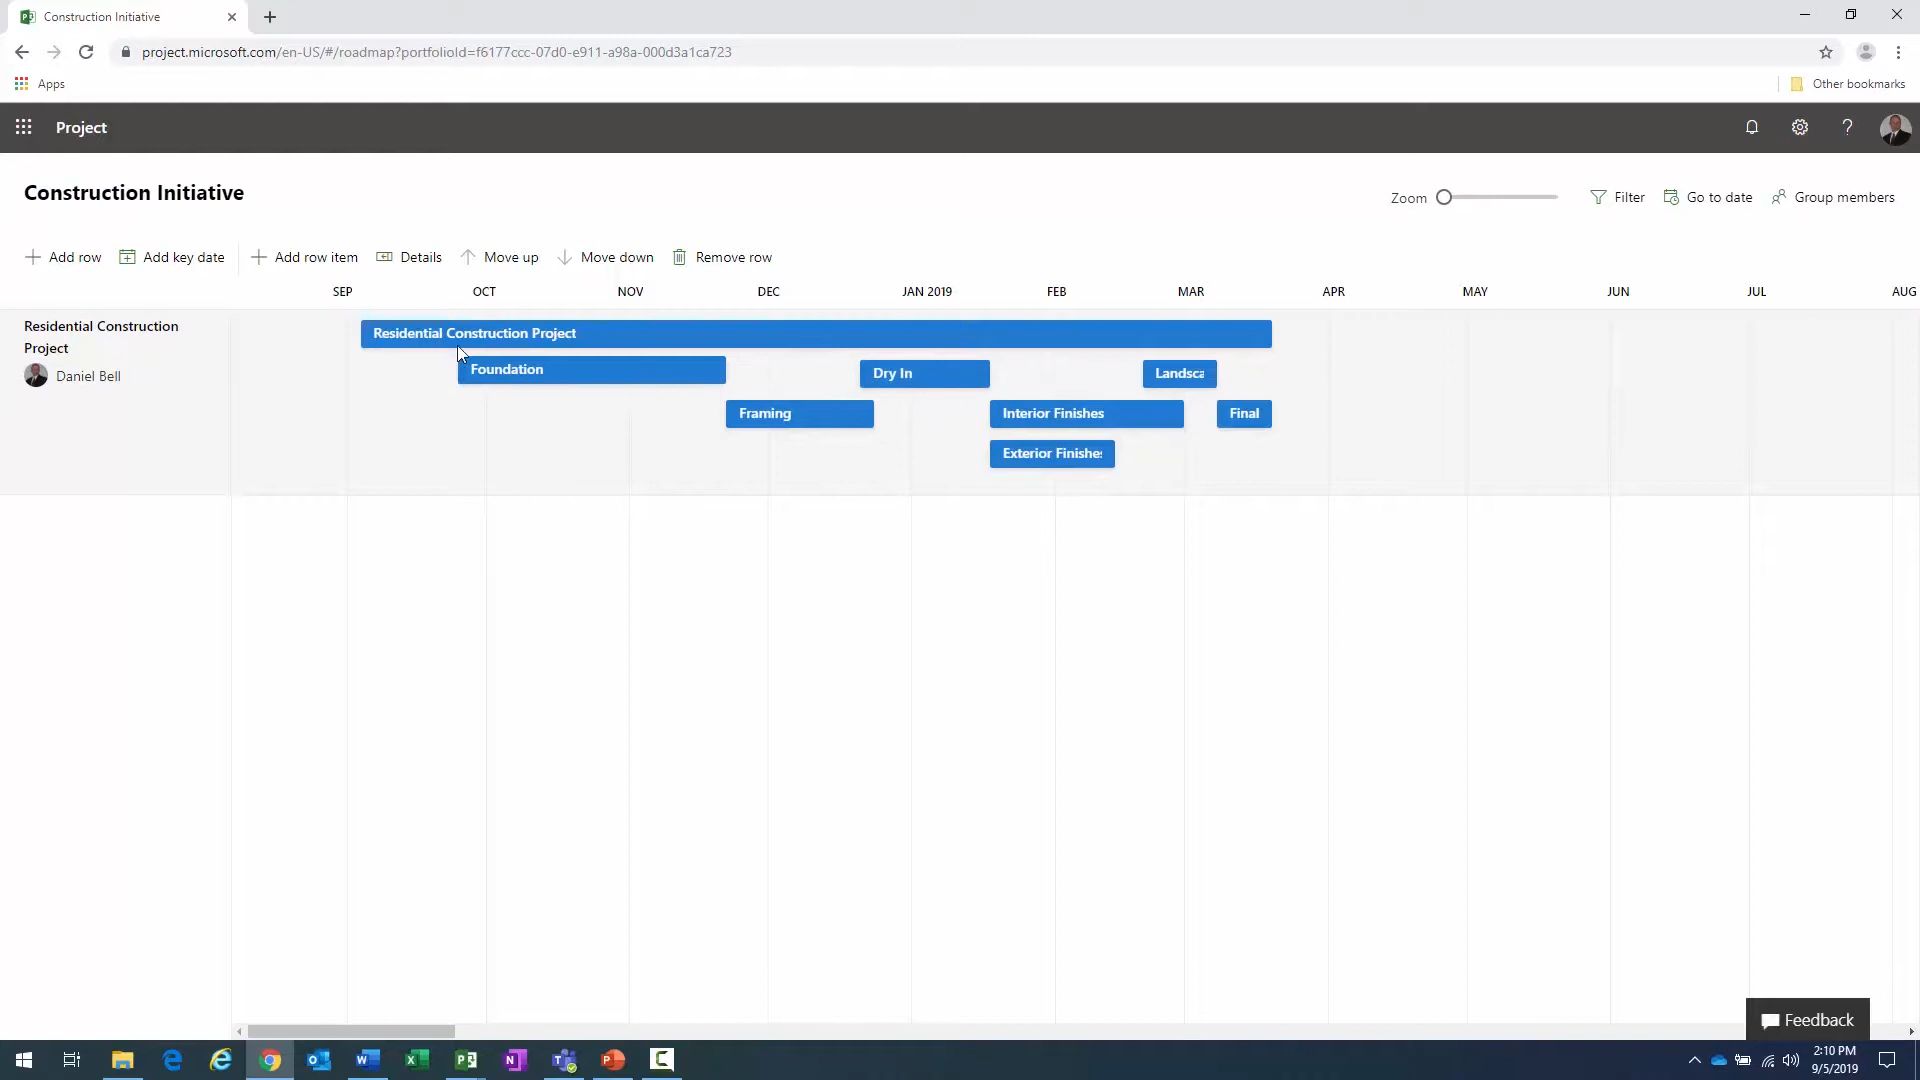 Construction Initiative
project.microsoft.com/en-US/#/roadmap?portfolioId=f6177ccc-07d0-e911-a98a-000d3a1ca723
Apps
Other bookmarks
Project
Construction Initiative
Zoom
Filter
Go to date
Group members
Add row
Add key date
Add row item
Details
Move up
Move down
Remove row
SEP OCT NOV DEC JAN 2019 FEB MAR APR MAY JUN JUL AUG
Residential Construction
Project
Daniel Bell
Residential Construction Project
Foundation
Dry In
Landsca
Framing
Interior Finishes
Final
Exterior Finishe
Feedback
2:10 PM
9/5/2019